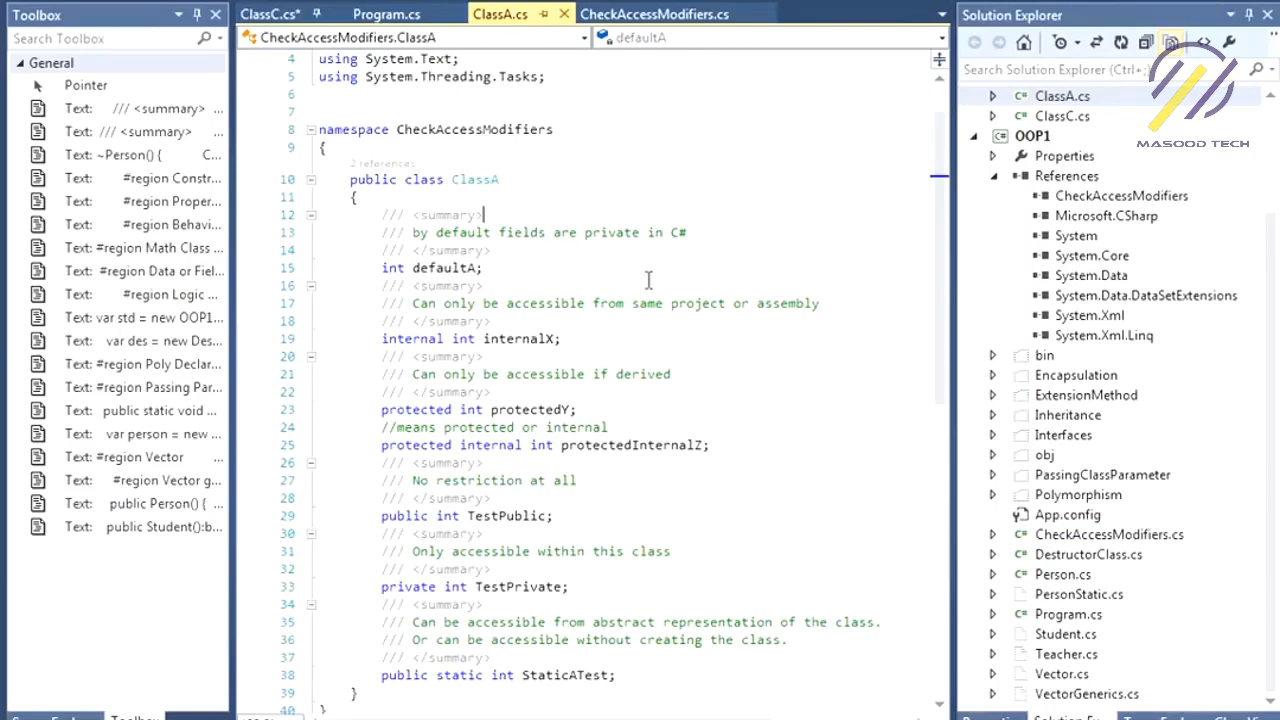 Toolbox
Search Toolbox
General
Pointer
Text: /// <summary> ...
Text: /// <summary> ...
Text: ~Person() { C...
Text: #region Constr...
Text: #region Proper...
Text: #region Behavi...
Text: #region Math Class ...
Text: #region Data or Fiel...
Text: #region Logic ...
Text: var std = new OOP1...
Text: var des = new Des...
Text: #region Poly Declar...
Text: #region Passing Par...
Text: public static void ...
Text: var person = new ...
Text: #region Vector ...
Text: #region Vector g...
Text: public Person() { ...
Text: public Student():b...
ClassC.cs*
Program.cs
ClassA.cs
CheckAccessModifiers.cs
CheckAccessModifiers.ClassA
defaultA
4 using System.Text;
5 using System.Threading.Tasks;
6
7
8 namespace CheckAccessModifiers
9 {
2 references
10 public class ClassA
11 {
12 /// <summary>
13 /// by default fields are private in C#
14 /// </summary>
15 int defaultA;
16 /// <summary>
17 /// Can only be accessible from same project or assembly
18 /// </summary>
19 internal int internalX;
20 /// <summary>
21 /// Can only be accessible if derived
22 /// </summary>
23 protected int protectedY;
24 //means protected or internal
25 protected internal int protectedInternalZ;
26 /// <summary>
27 /// No restriction at all
28 /// </summary>
29 public int TestPublic;
30 /// <summary>
31 /// Only accessible within this class
32 /// </summary>
33 private int TestPrivate;
34 /// <summary>
35 /// Can be accessible from abstract representation of the class.
36 /// Or can be accessible without creating the class.
37 /// </summary>
38 public static int StaticATest;
39 }
40 }
Solution Explorer
Search Solution Explorer (Ctrl+;
MASOOD TECH
ClassA.cs
ClassC.cs
OOP1
Properties
References
CheckAccessModifiers
Microsoft.CSharp
System
System.Core
System.Data
System.Data.DataSetExtensions
System.Xml
System.Xml.Linq
bin
Encapsulation
ExtensionMethod
Inheritance
Interfaces
obj
PassingClassParameter
Polymorphism
App.config
CheckAccessModifiers.cs
DestructorClass.cs
Person.cs
PersonStatic.cs
Program.cs
Student.cs
Teacher.cs
Vector.cs
VectorGenerics.cs